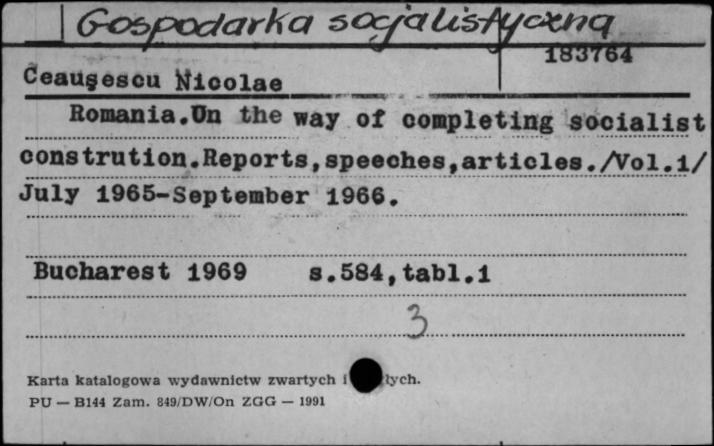 Gospodarka socjalistyczna
183764
Ceauşescu Nicolae
Romania.On the way of completing socialist
constrution.Reports,speeches,articles./Vol.1/
July 1965-September 1966.
Bucharest 1969 s.584,tabl.1
3
Karta katalogowa wydawnictw zwartych i
PU — B144 Zam. 849/DW/On ZGG — 1991